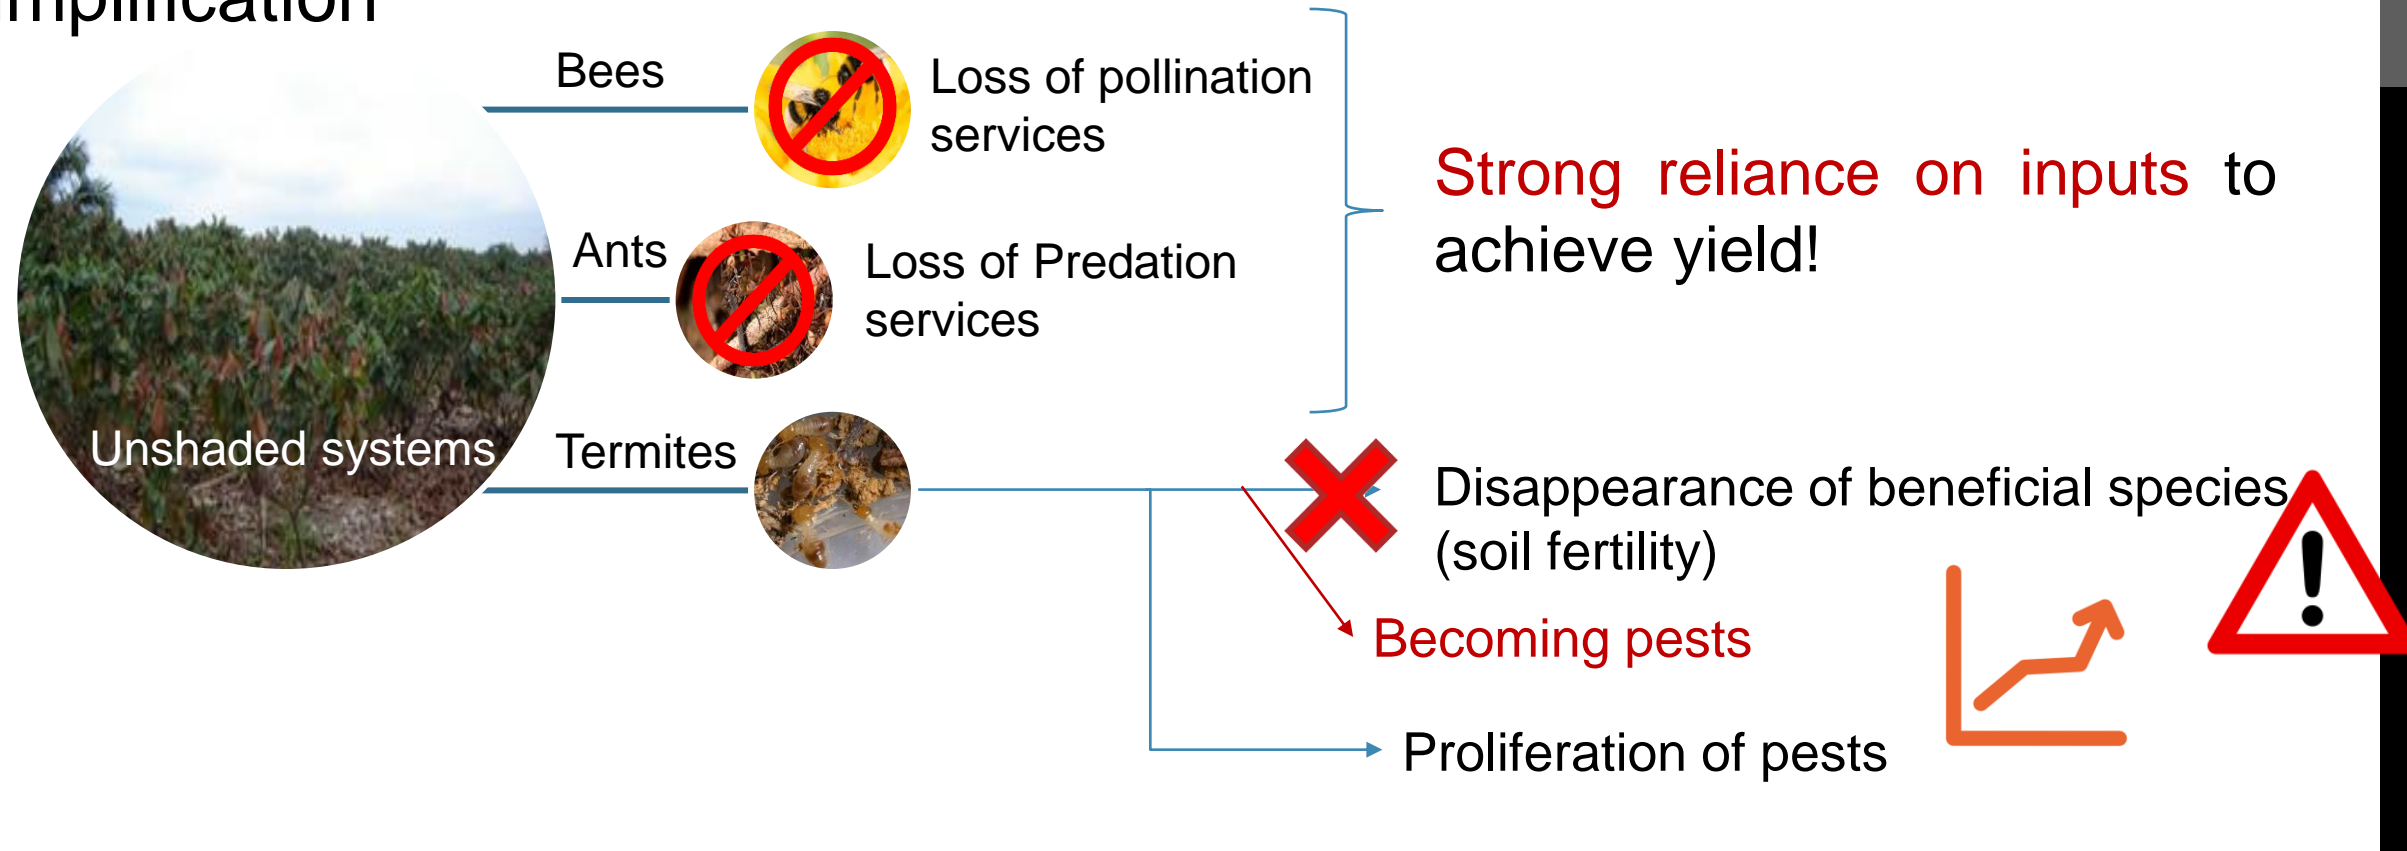 mplification
Bees
Loss of pollination
services
Strong reliance on inputs to
achieve yield!
Ants
Loss of Predation
services
Unshaded systems
Termites
Disappearance of beneficial species
(soil fertility)
Becoming pests
Proliferation of pests